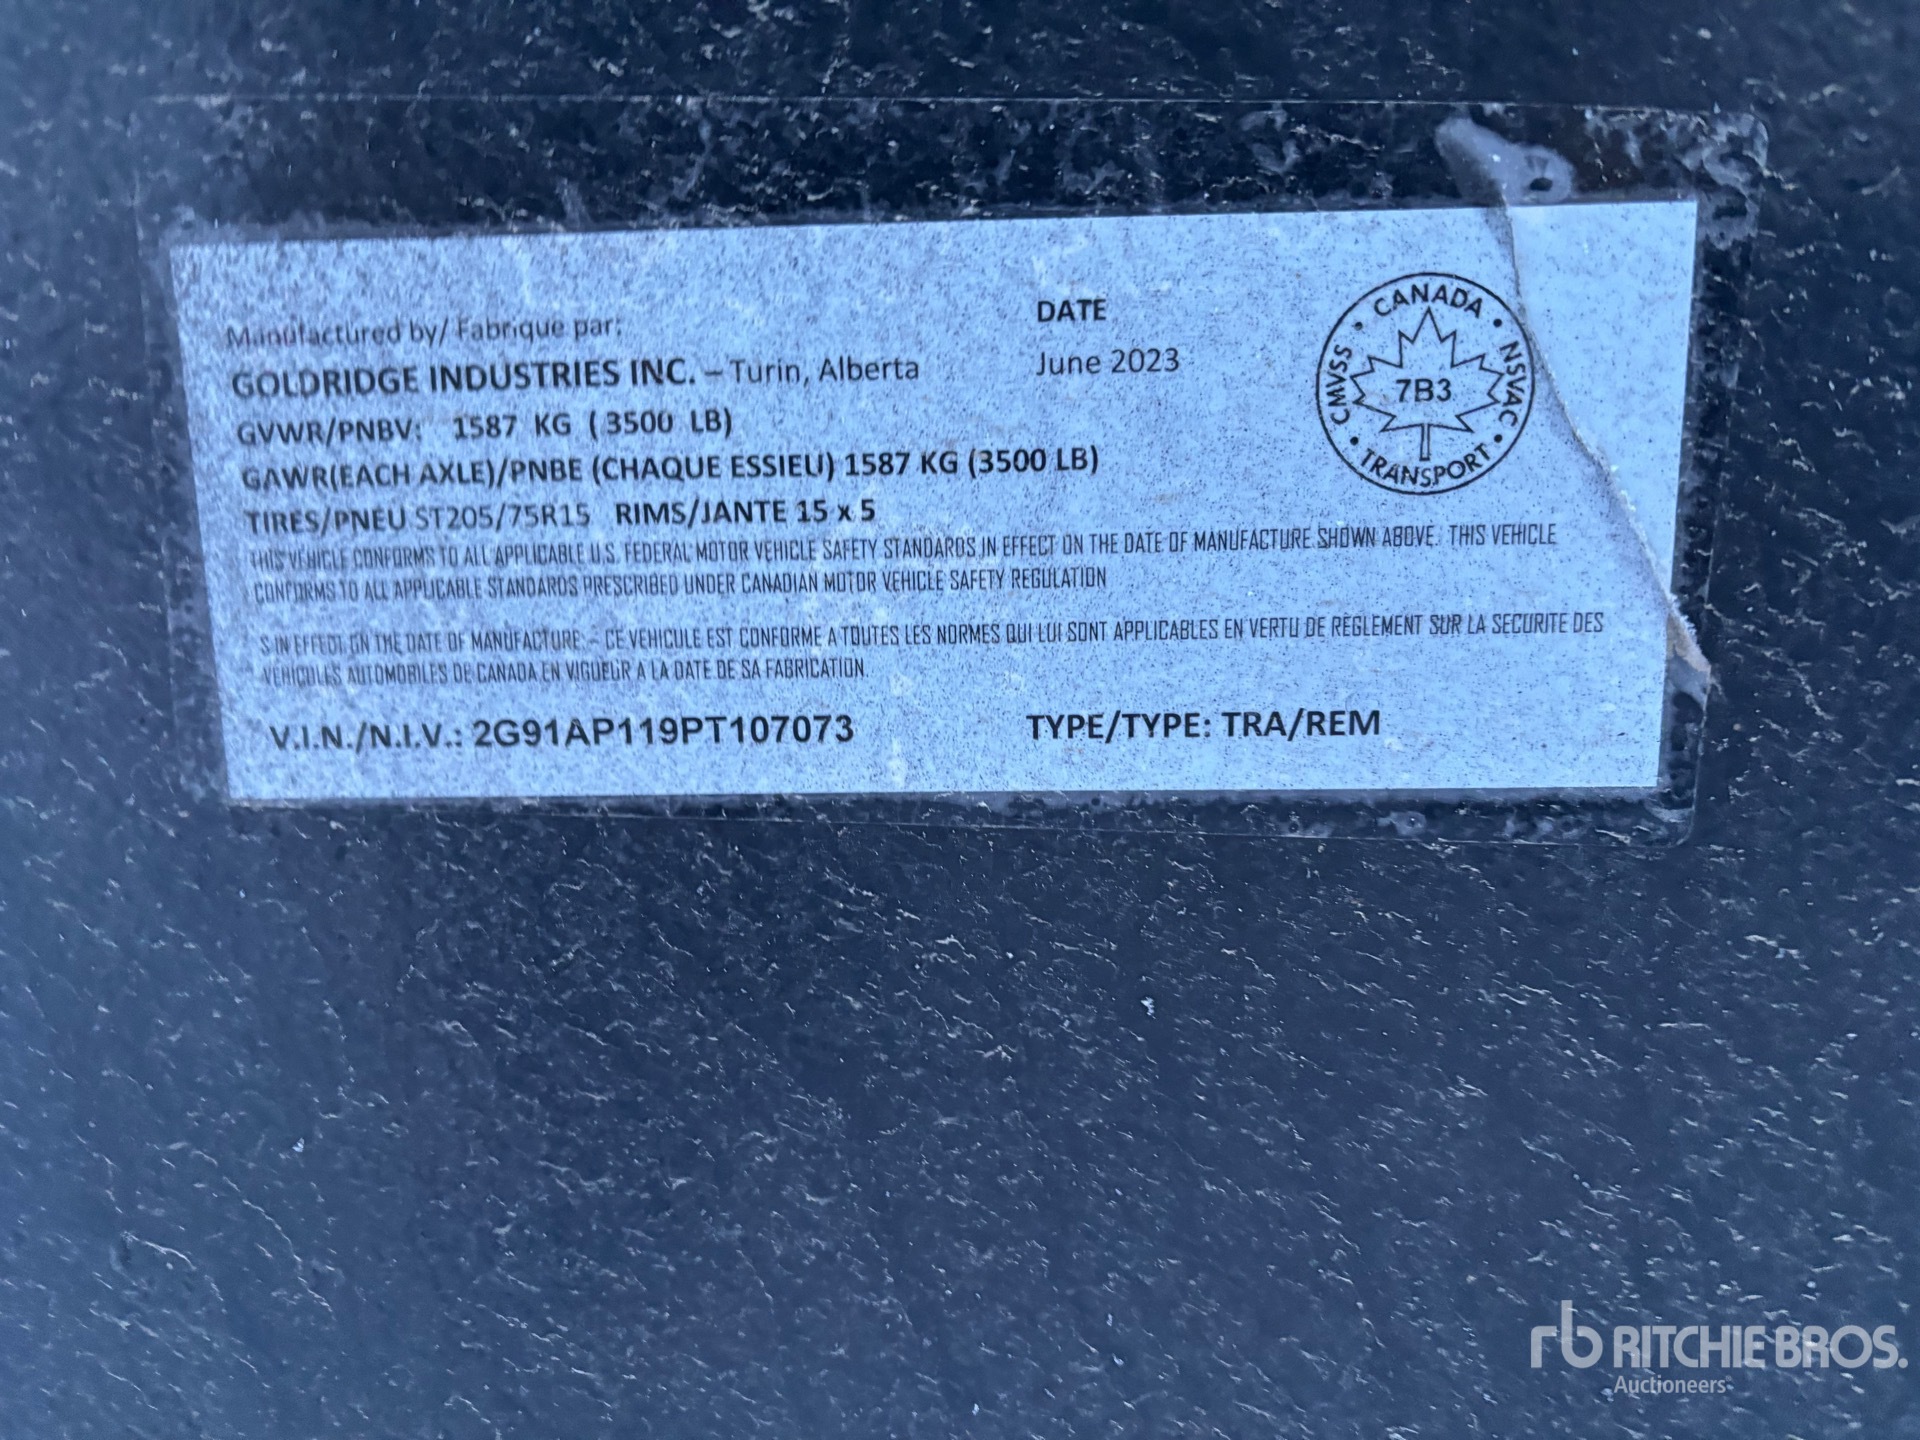 Manufactured by/ Fabrique par:
GOLDRIDGE INDUSTRIES INC. – Turin, Alberta
GVWR/PNBV: 1587 KG ( 3500 LB)
GAWR(EACH AXLE)/PNBE (CHAQUE ESSIEU) 1587 KG (3500 LB)
TIRES/PNEU ST205/75R15 RIMS/JANTE 15 x 5
DATE
June 2023
CANADA • NSVAC • TRANSPORT • CMVSS •
7B3
THIS VEHICLE CONFORMS TO ALL APPLICABLE U.S. FEDERAL MOTOR VEHICLE SAFETY STANDARDS IN EFFECT ON THE DATE OF MANUFACTURE SHOWN ABOVE. THIS VEHICLE
CONFORMS TO ALL APPLICABLE STANDARDS PRESCRIBED UNDER CANADIAN MOTOR VEHICLE SAFETY REGULATION
S IN EFFECT ON THE DATE OF MANUFACTURE. – CE VEHICULE EST CONFORME A TOUTES LES NORMES QUI LUI SONT APPLICABLES EN VERTU DE RÈGLEMENT SUR LA SECURITE DES
VEHICULES AUTOMOBILES DE CANADA EN VIGUEUR A LA DATE DE SA FABRICATION.
V.I.N./N.I.V.: 2G91AP119PT107073
TYPE/TYPE: TRA/REM
rb RITCHIE BROS.
Auctioneers